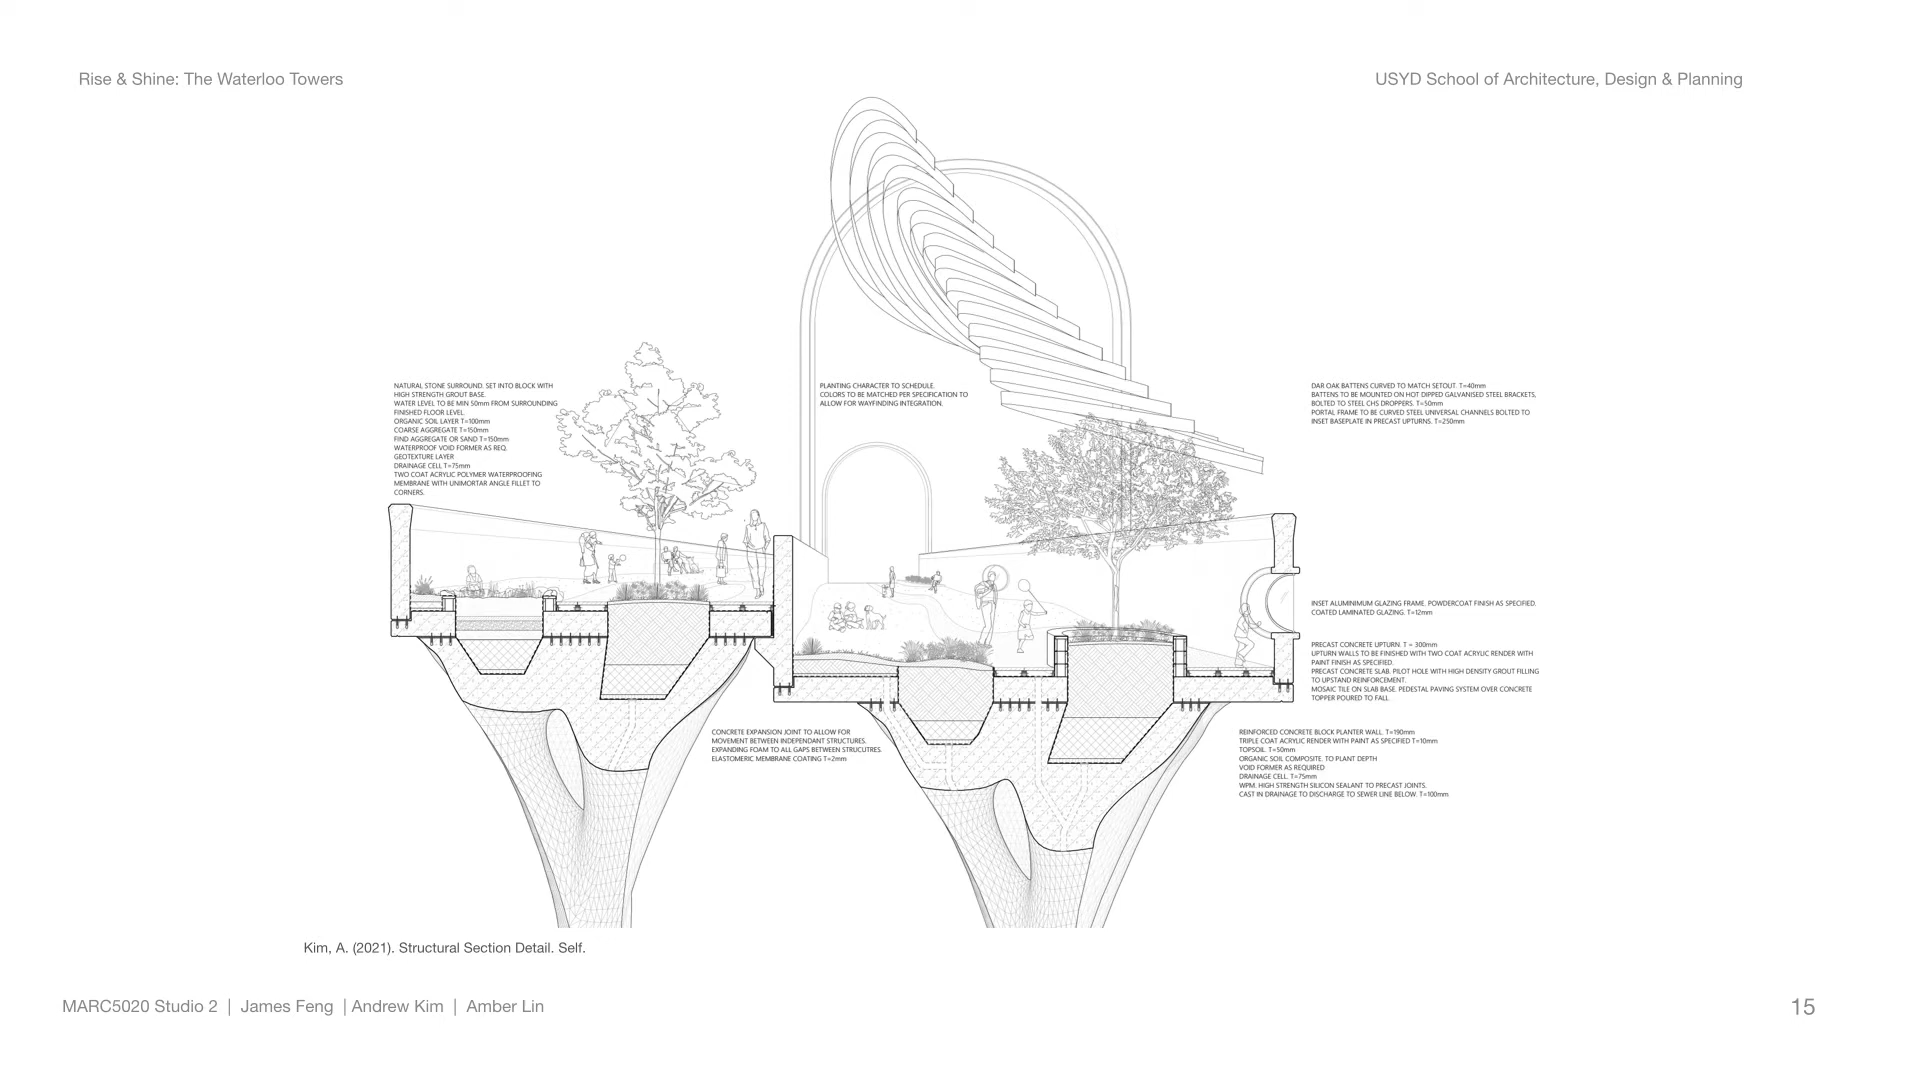 Rise & Shine: The Waterloo Towers
USYD School of Architecture, Design & Planning
NATURAL STONE SURROUND. SET INTO BLOCK WITH
HIGH STRENGTH GROUT BASE.
WATER LEVEL TO BE MIN 50mm FROM SURROUNDING
FINISHED FLOOR LEVEL.
ORGANIC SOIL LAYER T=100mm
COARSE AGGREGATE T=150mm
FIND AGGREGATE OR SAND T=150mm
WATERPROOF VOID FORMER AS REQ.
GEOTEXTURE LAYER
DRAINAGE CELL T=75mm
TWO COAT ACRYLIC POLYMER WATERPROOFING
MEMBRANE WITH UNIMORTAR ANGLE FILLET TO
CORNERS.
PLANTING CHARACTER TO SCHEDULE.
COLORS TO BE MATCHED PER SPECIFICATION TO
ALLOW FOR WAYFINDING INTEGRATION.
DAR OAK BATTENS CURVED TO MATCH SETOUT. T=40mm
BATTENS TO BE MOUNTED ON HOT DIPPED GALVANISED STEEL BRACKETS,
BOLTED TO STEEL CHS DROPPERS. T=50mm
PORTAL FRAME TO BE CURVED STEEL UNIVERSAL CHANNELS BOLTED TO
INSET BASEPLATE IN PRECAST UPTURNS. T=250mm
INSET ALUMINIMUM GLAZING FRAME. POWDERCOAT FINISH AS SPECIFIED.
COATED LAMINATED GLAZING. T=12mm
PRECAST CONCRETE UPTURN. T = 300mm
UPTURN WALLS TO BE FINISHED WITH TWO COAT ACRYLIC RENDER WITH
PAINT FINISH AS SPECIFIED.
PRECAST CONCRETE SLAB. PILOT HOLE WITH HIGH DENSITY GROUT FILLING
TO UPSTAND REINFORCEMENT.
MOSAIC TILE ON SLAB BASE. PEDESTAL PAVING SYSTEM OVER CONCRETE
TOPPER POURED TO FALL
CONCRETE EXPANSION JOINT TO ALLOW FOR
MOVEMENT BETWEEN INDEPENDANT STRUCTURES.
EXPANDING FOAM TO ALL GAPS BETWEEN STRUCUTRES.
ELASTOMERIC MEMBRANE COATING T=2mm
REINFORCED CONCRETE BLOCK PLANTER WALL. T=190mm
TRIPLE COAT ACRYLIC RENDER WITH PAINT AS SPECIFIED T=10mm
TOPSOIL. T=50mm
ORGANIC SOIL COMPOSITE. TO PLANT DEPTH
VOID FORMER AS REQUIRED
DRAINAGE CELL. T=75mm
WPM. HIGH STRENGTH SILICON SEALANT TO PRECAST JOINTS.
CAST IN DRAINAGE TO DISCHARGE TO SEWER LINE BELOW. T=100mm
Kim, A. (2021). Structural Section Detail. Self.
MARC5020 Studio 2 | James Feng | Andrew Kim | Amber Lin
15